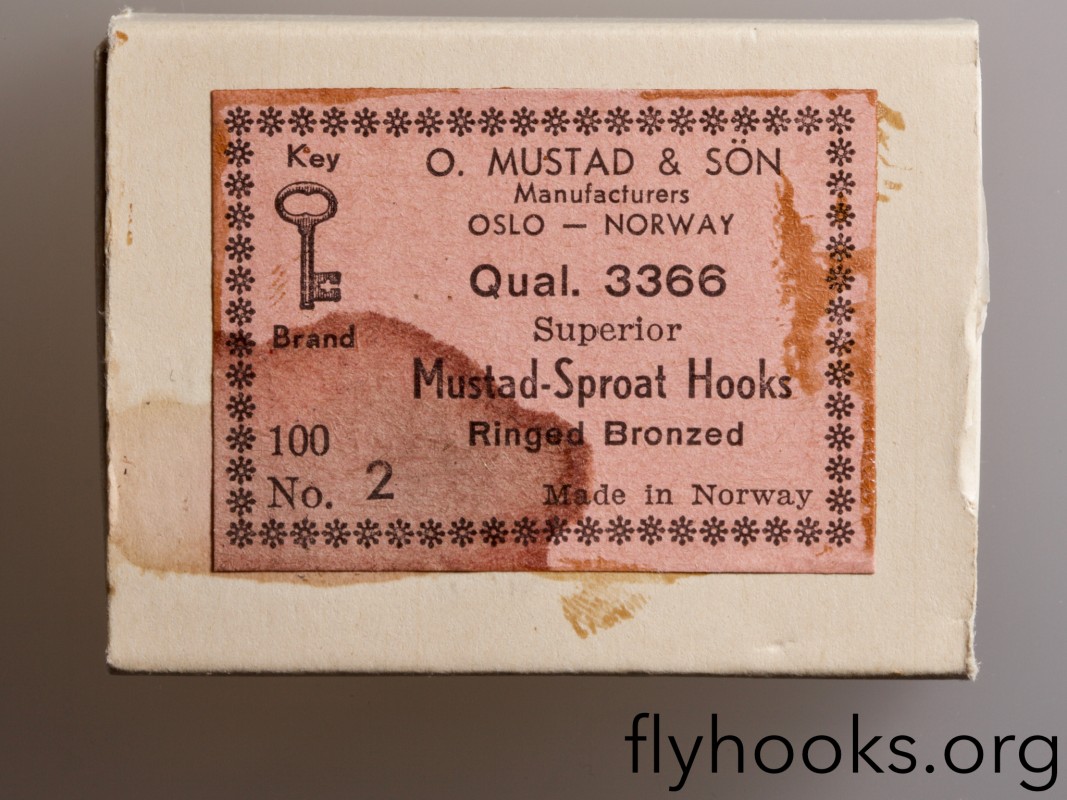 Key
Brand
O. MUSTAD & SÖN
Manufacturers
OSLO — NORWAY
Qual. 3366
Superior
Mustad-Sproat Hooks
Ringed Bronzed
100
No. 2
Made in Norway
flyhooks.org